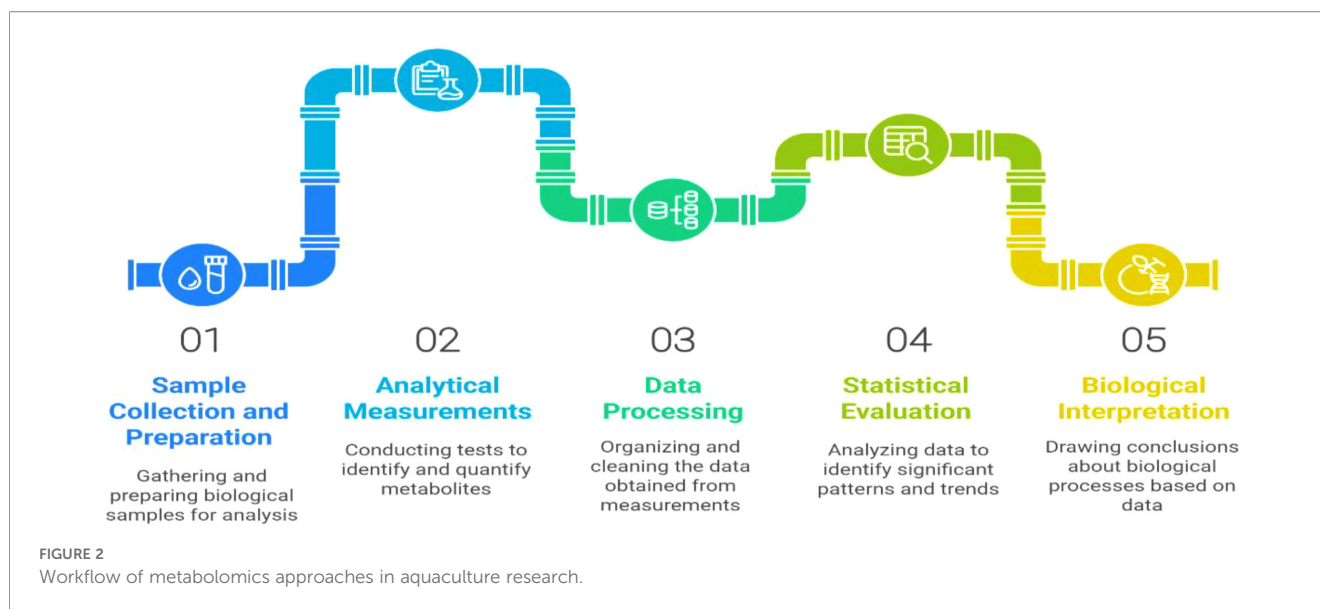 01
Sample
Collection and
Preparation
Gathering and
preparing biological
samples for analysis
02
Analytical
Measurements
Conducting tests to
identify and quantify
metabolites
03
Data
Processing
Organizing and
cleaning the data
obtained from
measurements
04
Statistical
Evaluation
Analyzing data to
identify significant
patterns and trends
05
Biological
Interpretation
Drawing conclusions
about biological
processes based on
data
FIGURE 2
Workflow of metabolomics approaches in aquaculture research.